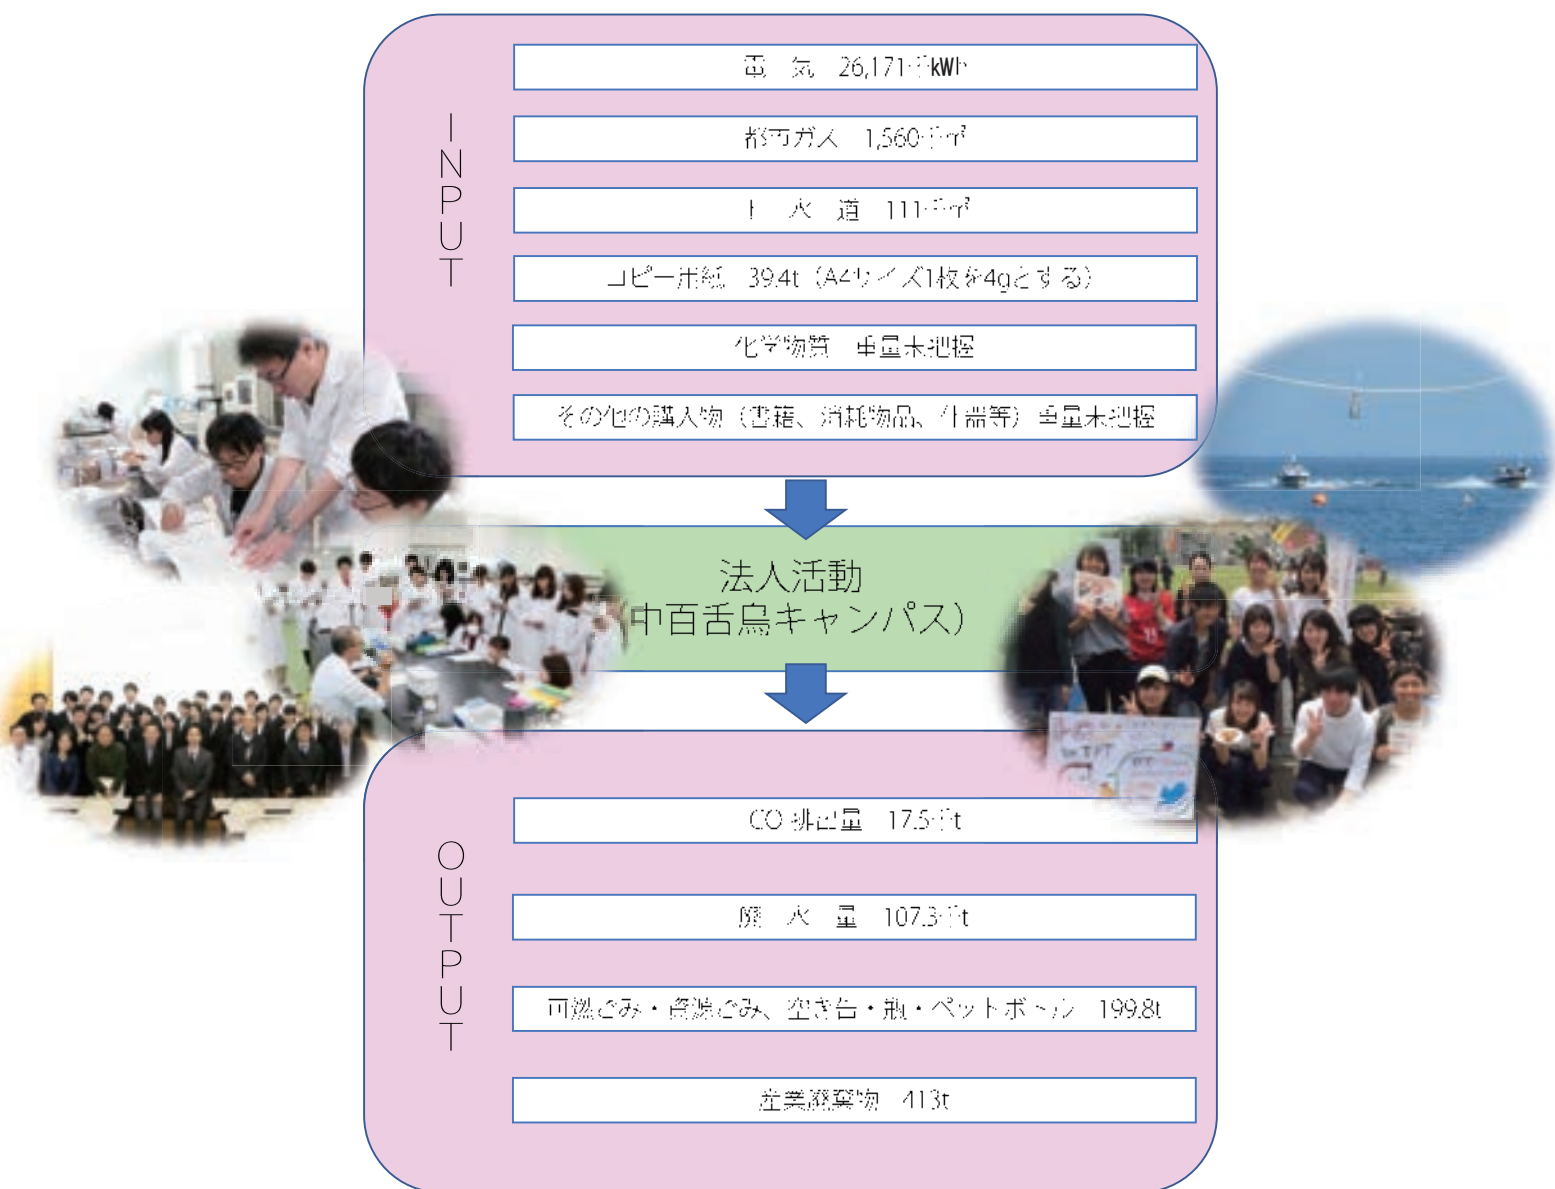 INPUT
電 気 26,171千kWh
都市ガス 1,560千㎥
上 水 道 111千㎥
コピー用紙 39.4t（A4サイズ1枚を4gとする）
化学物質 重量未把握
その他の購入物（書籍、消耗物品、什器等）重量未把握
法人活動
（中百舌鳥キャンパス）
OUTPUT
CO 排出量 17.5千t
廃 水 量 107.3千t
可燃ごみ・資源ごみ、空き缶・瓶・ペットボトル 199.8t
産業廃棄物 413t